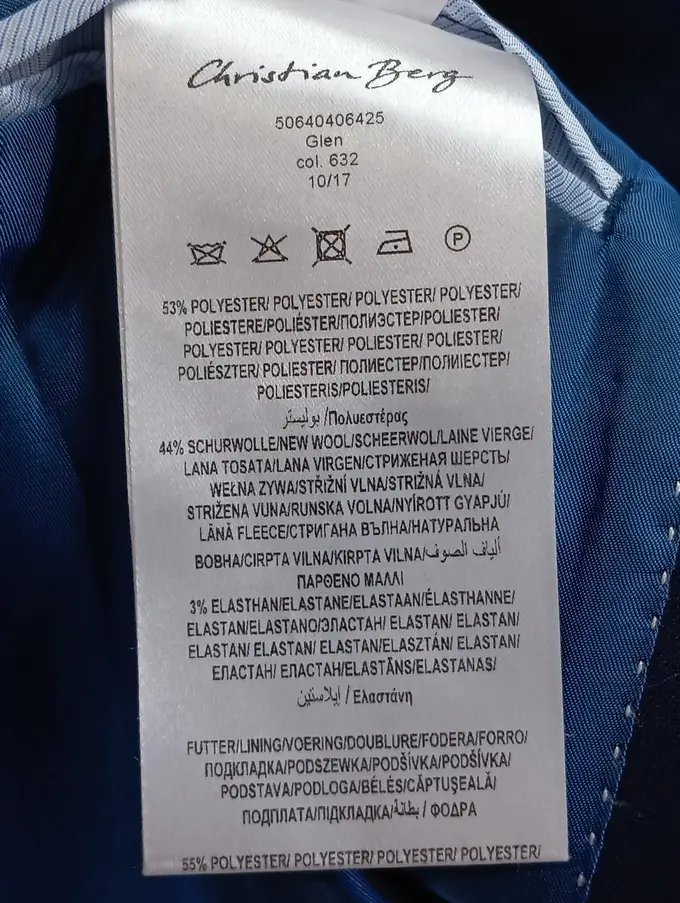 Christian Berg
50640406425
Glen
col. 632
10/17
P
53% POLYESTER/ POLYESTER/ POLYESTER/ POLYESTER/
POLIESTERE/POLIÉSTER/ПОЛИЭСТЕР/POLIESTER/
POLYESTER/ POLYESTER/ POLIESTER/ POLIESTER/
POLIÉSZTER/ POLIESTER/ ПОЛИЕСТЕР/ПОЛИІЕСТЕР/
POLIESTERIS/POLIESTERIS/
بوليستر /Πολυεστέρας
44% SCHURWOLLE/NEW WOOL/SCHEERWOL/LAINE VIERGE/
LANA TOSATA/LANA VIRGEN/СТРИЖЕНАЯ ШЕРСТЬ/
WEŁNA ZYWA/STŘIŽNÍ VLNA/STRIŽNÁ VLNA/
STRIŽENA VUNA/RUNSKA VOLNA/NYÍROTT GYAPJÚ/
LÂNĂ FLEECE/СТРИГАНА ВЪЛНА/НАТУРАЛЬНА
ВОВНА/CIRPTA VILNA/KIRPTA VILNA/ألياف الصوف
ΠΑΡΘΕΝΟ ΜΑΛΛΙ
3% ELASTHAN/ELASTANE/ELASTAAN/ÉLASTHANNE/
ELASTAN/ELASTANO/ЭЛАСТАН/ ELASTAN/ ELASTAN/
ELASTAN/ ELASTAN/ ELASTAN/ELASZTÁN/ ELASTAN/
ЕЛАСТАН/ ЕЛАСТАН/ELASTĀNS/ELASTANAS/
إيلاستين / Ελαστάνη
FUTTER/LINING/VOERING/DOUBLURE/FODERA/FORRO/
ПОДКЛАДКА/PODSZEWKA/PODŠÍVKA/PODŠÍVKA/
PODSTAVA/PODLOGA/BÉLÉS/CĂPTUŞEALĂ/
ПОДПЛАТА/ПІДКЛАДКА/بطانة / ΦΟΔΡΑ
55% POLYESTER/ POLYESTER/ POLYESTER/ POLYESTER/